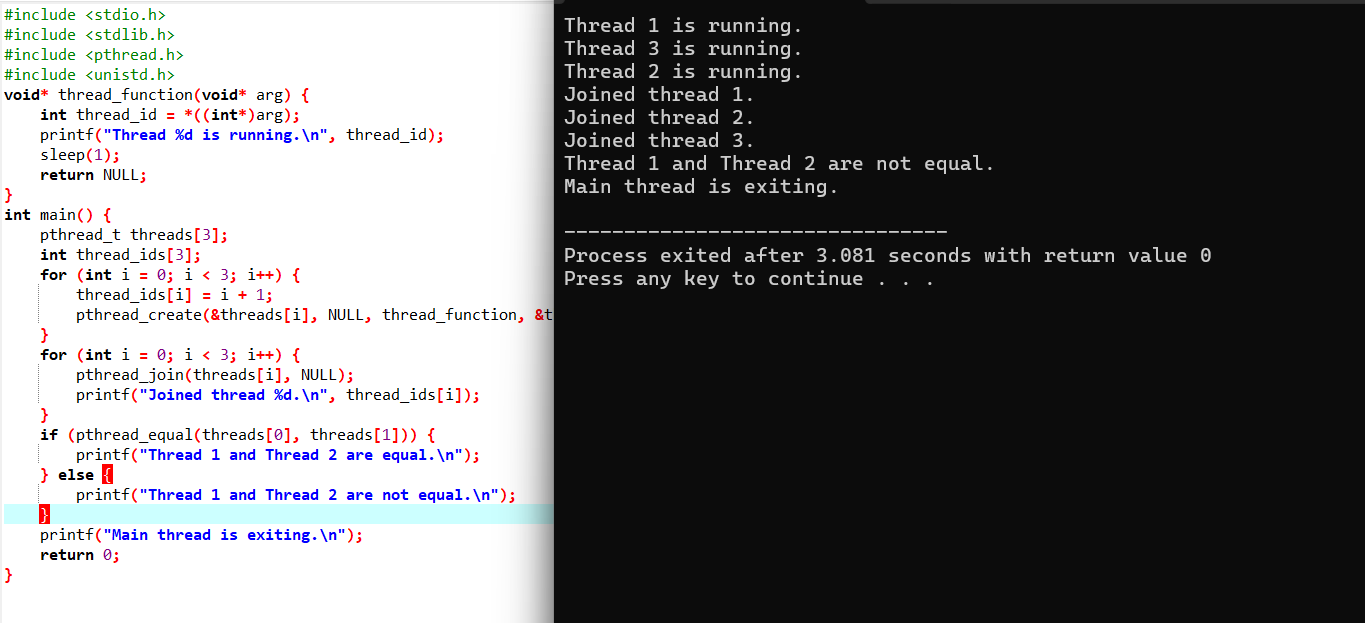 #include <stdio.h>
#include <stdlib.h>
#include <pthread.h>
#include <unistd.h>
void* thread_function(void* arg) {
    int thread_id = *((int*)arg);
    printf("Thread %d is running.\n", thread_id);
    sleep(1);
    return NULL;
}
int main() {
    pthread_t threads[3];
    int thread_ids[3];
    for (int i = 0; i < 3; i++) {
        thread_ids[i] = i + 1;
        pthread_create(&threads[i], NULL, thread_function, &t
    }
    for (int i = 0; i < 3; i++) {
        pthread_join(threads[i], NULL);
        printf("Joined thread %d.\n", thread_ids[i]);
    }
    if (pthread_equal(threads[0], threads[1])) {
        printf("Thread 1 and Thread 2 are equal.\n");
    } else {
        printf("Thread 1 and Thread 2 are not equal.\n");
    }
    printf("Main thread is exiting.\n");
    return 0;
}
Thread 1 is running.
Thread 3 is running.
Thread 2 is running.
Joined thread 1.
Joined thread 2.
Joined thread 3.
Thread 1 and Thread 2 are not equal.
Main thread is exiting.
--------------------------------
Process exited after 3.081 seconds with return value 0
Press any key to continue . . .